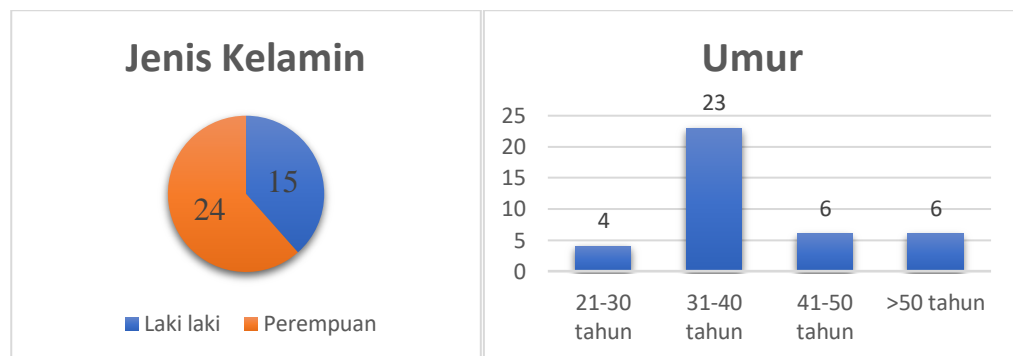 Jenis Kelamin
15
24
Laki laki
Perempuan
Umur
23
25
20
15
10
5
0
4
6
6
21-30 tahun
31-40 tahun
41-50 tahun
>50 tahun